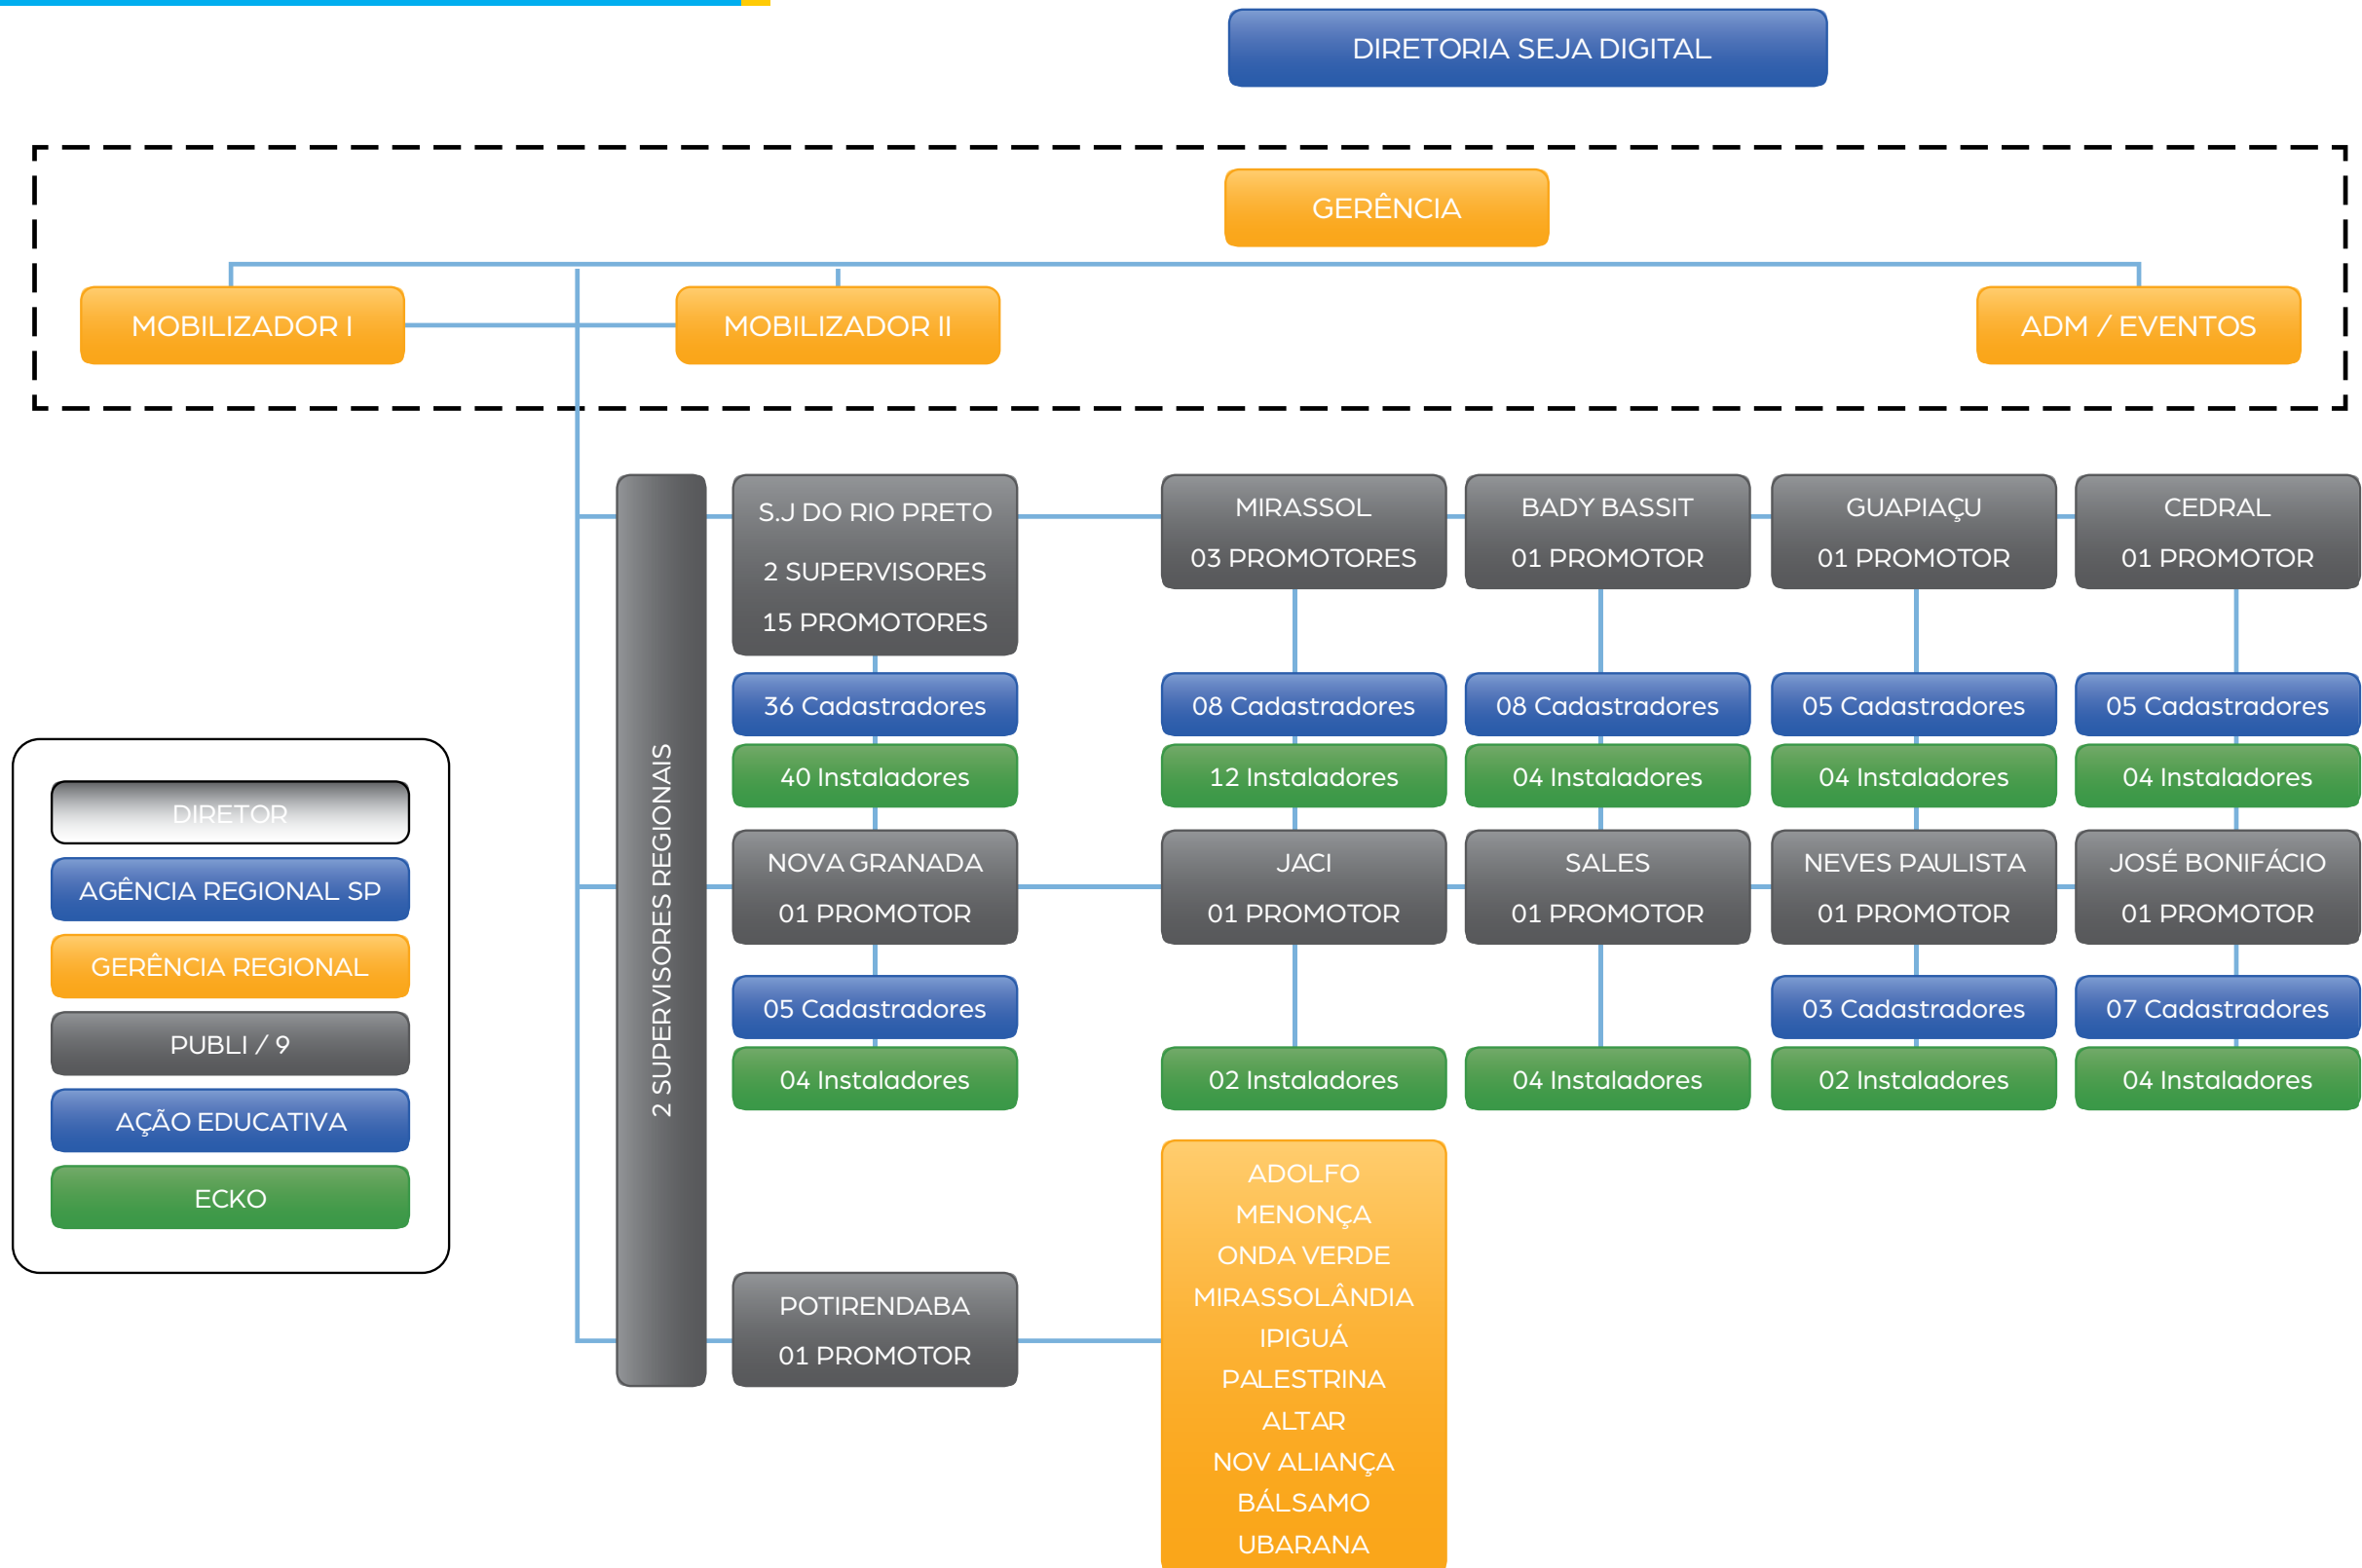 DIRETORIA SEJA DIGITAL
GERÊNCIA
MOBILIZADOR I
MOBILIZADOR II
ADM / EVENTOS
2 SUPERVISORES REGIONAIS
S.J DO RIO PRETO
2 SUPERVISORES
15 PROMOTORES
MIRASSOL
03 PROMOTORES
BADY BASSIT
01 PROMOTOR
GUAPIAÇU
01 PROMOTOR
CEDRAL
01 PROMOTOR
36 Cadastradores
08 Cadastradores
08 Cadastradores
05 Cadastradores
05 Cadastradores
40 Instaladores
12 Instaladores
04 Instaladores
04 Instaladores
04 Instaladores
NOVA GRANADA
01 PROMOTOR
JACI
01 PROMOTOR
SALES
01 PROMOTOR
NEVES PAULISTA
01 PROMOTOR
JOSÉ BONIFÁCIO
01 PROMOTOR
05 Cadastradores
03 Cadastradores
07 Cadastradores
04 Instaladores
02 Instaladores
04 Instaladores
02 Instaladores
04 Instaladores
POTIRENDABA
01 PROMOTOR
ADOLFO
MENONÇA
ONDA VERDE
MIRASSOLÂNDIA
IPIGUÁ
PALESTRINA
ALTAR
NOV ALIANÇA
BÁLSAMO
UBARANA
DIRETOR
AGÊNCIA REGIONAL SP
GERÊNCIA REGIONAL
PUBLI / 9
AÇÃO EDUCATIVA
ECKO